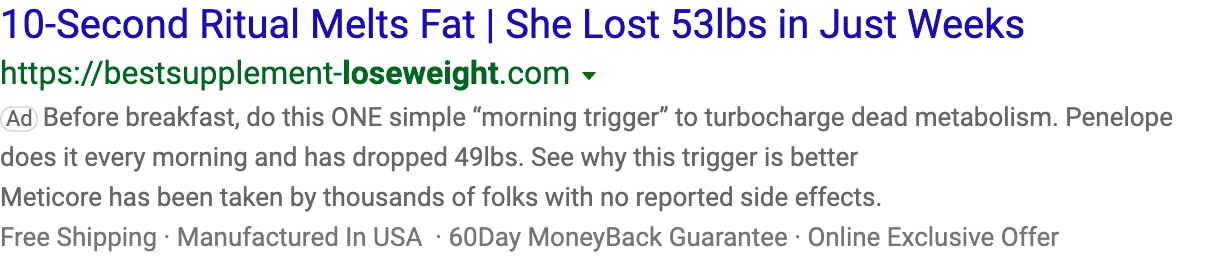 10-Second Ritual Melts Fat | She Lost 53lbs in Just Weeks
https://bestsupplement-loseweight.com
Ad Before breakfast, do this ONE simple “morning trigger” to turbocharge dead metabolism. Penelope
does it every morning and has dropped 49lbs. See why this trigger is better
Meticore has been taken by thousands of folks with no reported side effects.
Free Shipping · Manufactured In USA · 60Day MoneyBack Guarantee · Online Exclusive Offer